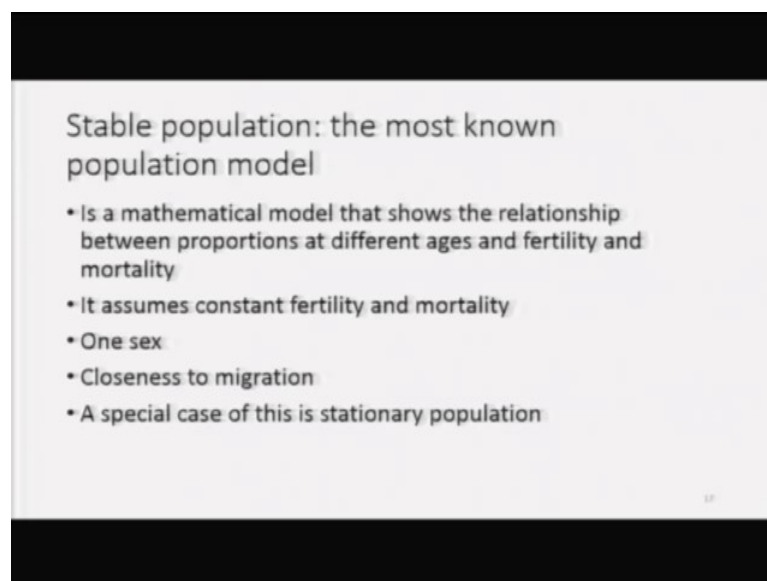 Stable population: the most known
population model
• Is a mathematical model that shows the relationship
between proportions at different ages and fertility and
mortality
• It assumes constant fertility and mortality
• One sex
• Closeness to migration
• A special case of this is stationary population
17